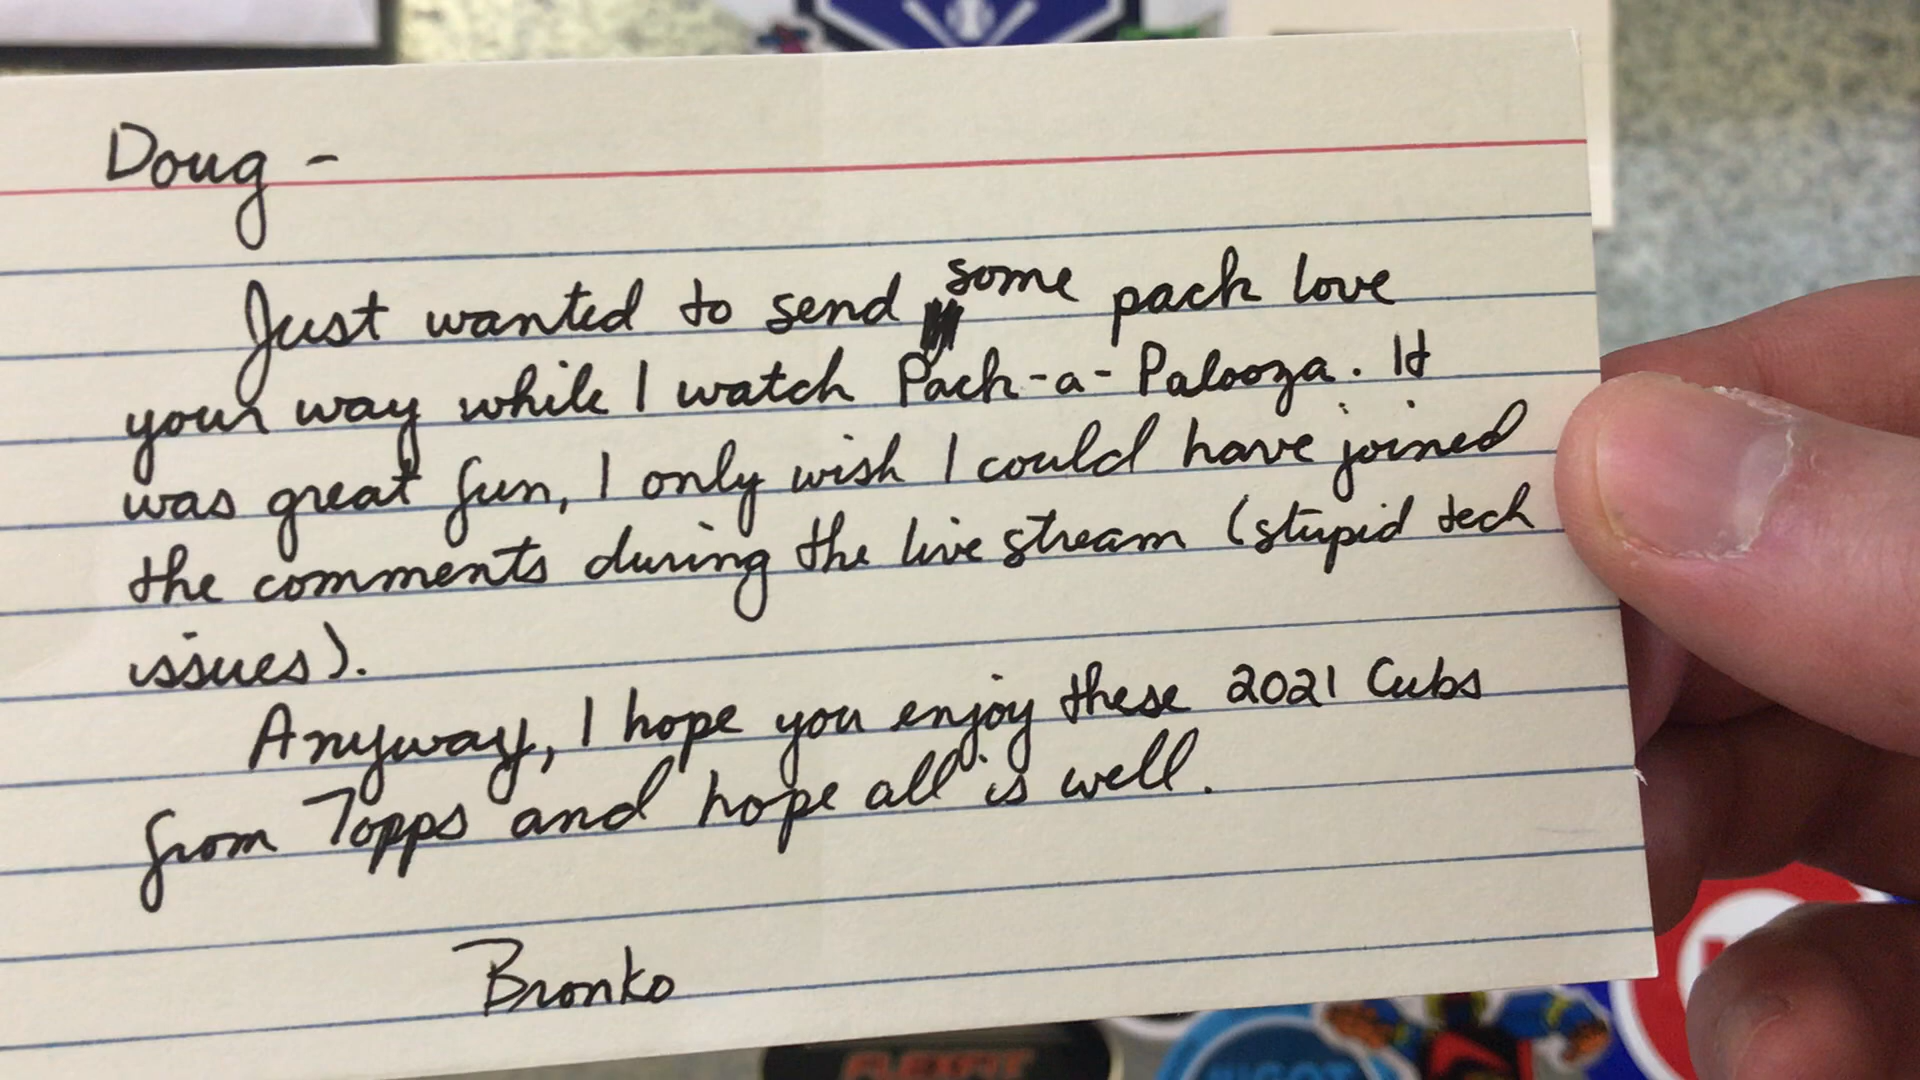 Doug -
Just wanted to send some pack love
your way while I watch Pack-a-Palooza. It
was great fun, I only wish I could have joined
the comments during the live stream (stupid tech
issues).
Anyway, I hope you enjoy these 2021 Cubs
from Topps and hope all is well.
Bronko
FLEXFIT